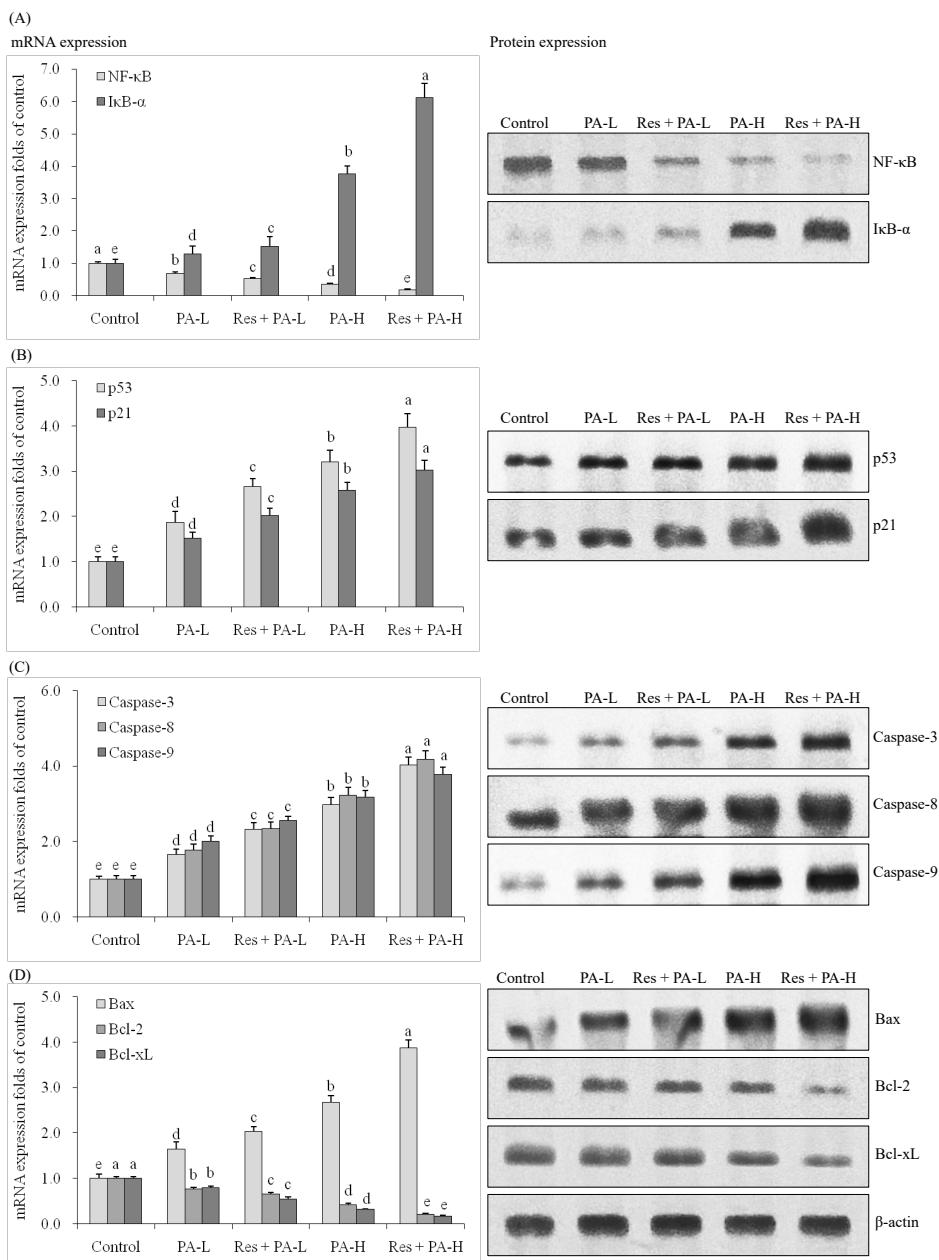 (A)
mRNA expression
Protein expression
mRNA expression folds of control
7.0
6.0
5.0
4.0
3.0
2.0
1.0
0.0
NF-κB
IκB-α
a e
b d
c c
d b
e a
Control PA-L Res + PA-L PA-H Res + PA-H
Control PA-L Res + PA-L PA-H Res + PA-H
NF-κB
IκB-α
(B)
mRNA expression folds of control
5.0
4.0
3.0
2.0
1.0
0.0
p53
p21
e e
d d
c c
b b
a a
Control PA-L Res + PA-L PA-H Res + PA-H
Control PA-L Res + PA-L PA-H Res + PA-H
p53
p21
(C)
mRNA expression folds of control
6.0
4.0
2.0
0.0
Caspase-3
Caspase-8
Caspase-9
e e e
d d d
c c c
b b b
a a a
Control PA-L Res + PA-L PA-H Res + PA-H
Control PA-L Res + PA-L PA-H Res + PA-H
Caspase-3
Caspase-8
Caspase-9
(D)
mRNA expression folds of control
5.0
4.0
3.0
2.0
1.0
0.0
Bax
Bcl-2
Bcl-xL
e a a
d b b
c c c
b d d
a e e
Control PA-L Res + PA-L PA-H Res + PA-H
Control PA-L Res + PA-L PA-H Res + PA-H
Bax
Bcl-2
Bcl-xL
β-actin